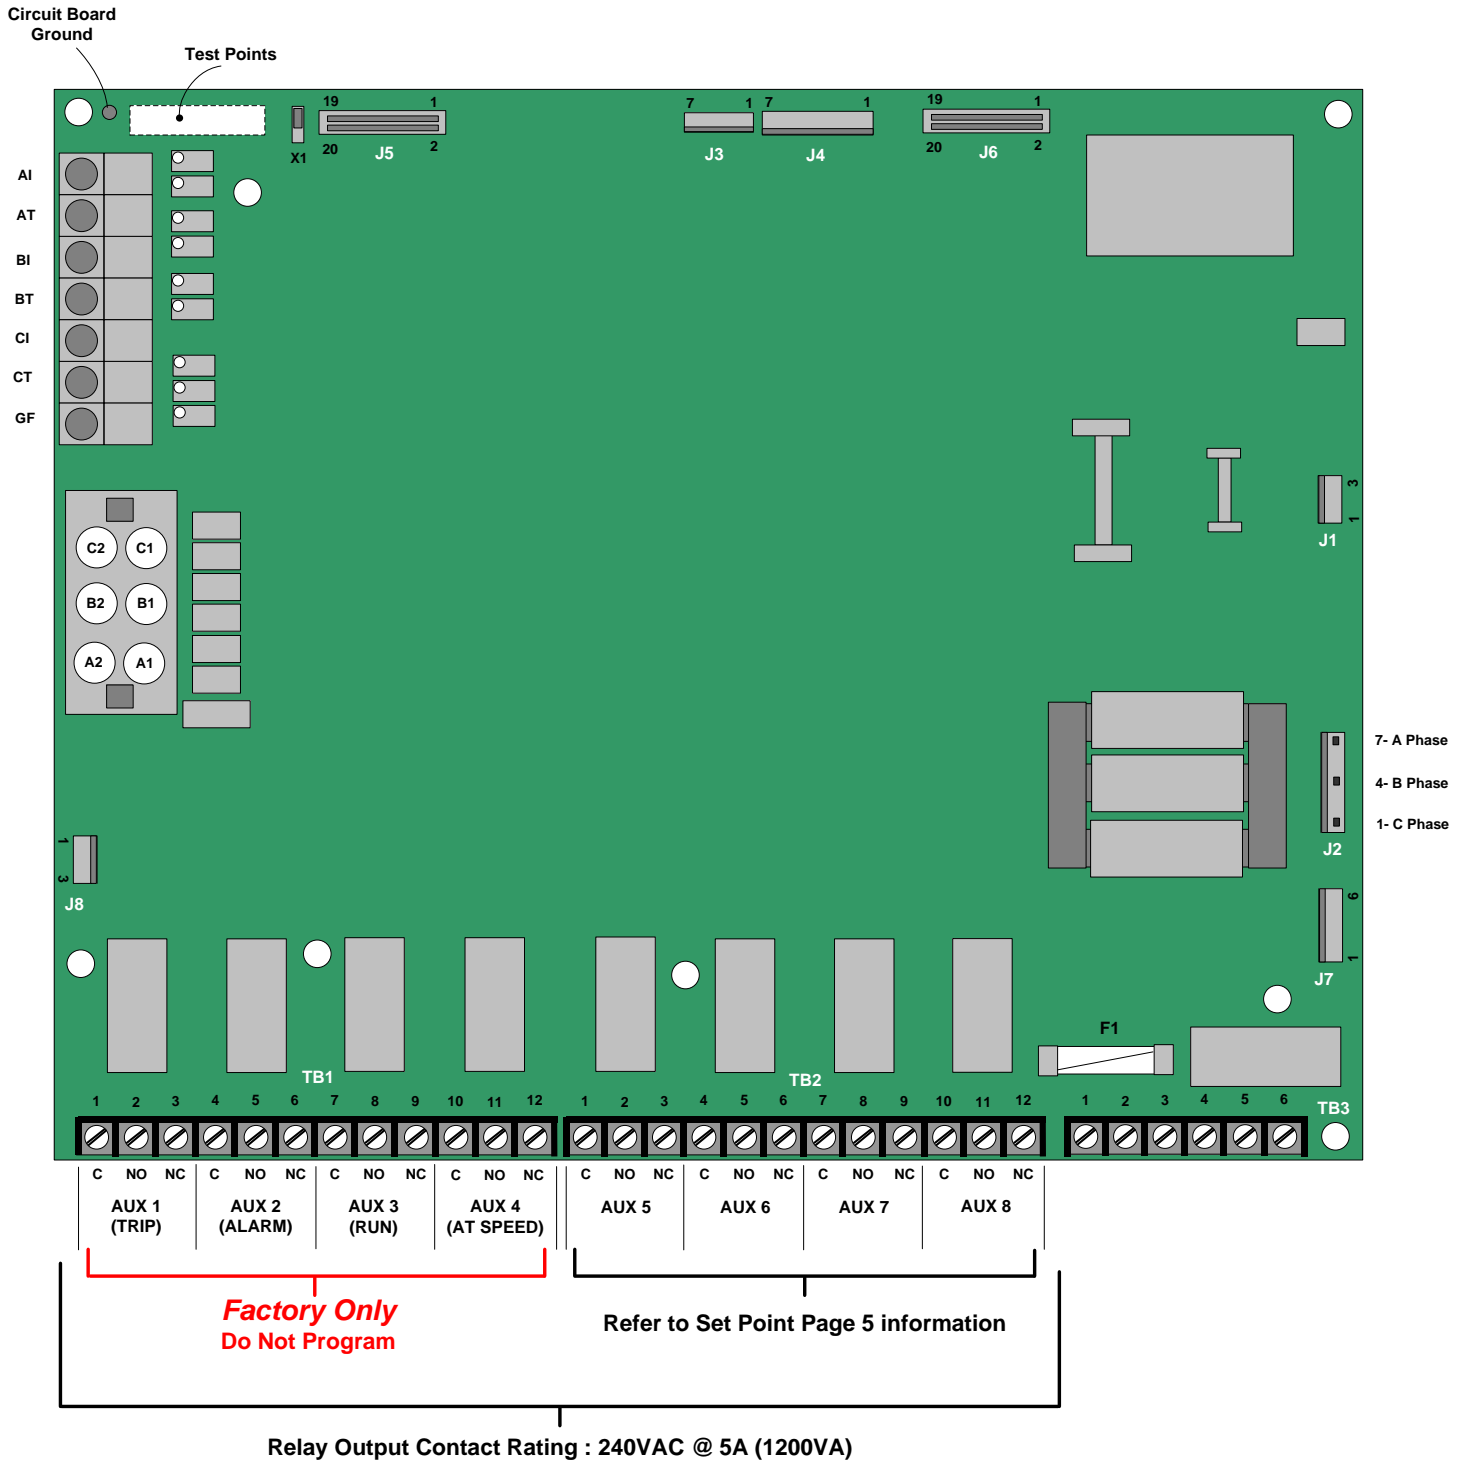 Circuit Board
Ground
Test Points
19 1
20 2
J5
X1
7 1
J3
7 1
J4
19 1
20 2
J6
AI
AT
BI
BT
CI
CT
GF
C2 C1
B2 B1
A2 A1
3
1
J1
7- A Phase
4- B Phase
1- C Phase
J2
1
3
J8
6
1
J7
F1
TB1
TB2
TB3
1 2 3 4 5 6 7 8 9 10 11 12
1 2 3 4 5 6 7 8 9 10 11 12
1 2 3 4 5 6
C NO NC C NO NC C NO NC C NO NC
C NO NC C NO NC C NO NC C NO NC
AUX 1
(TRIP)
AUX 2
(ALARM)
AUX 3
(RUN)
AUX 4
(AT SPEED)
AUX 5
AUX 6
AUX 7
AUX 8
Factory Only
Do Not Program
Refer to Set Point Page 5 information
Relay Output Contact Rating : 240VAC @ 5A (1200VA)